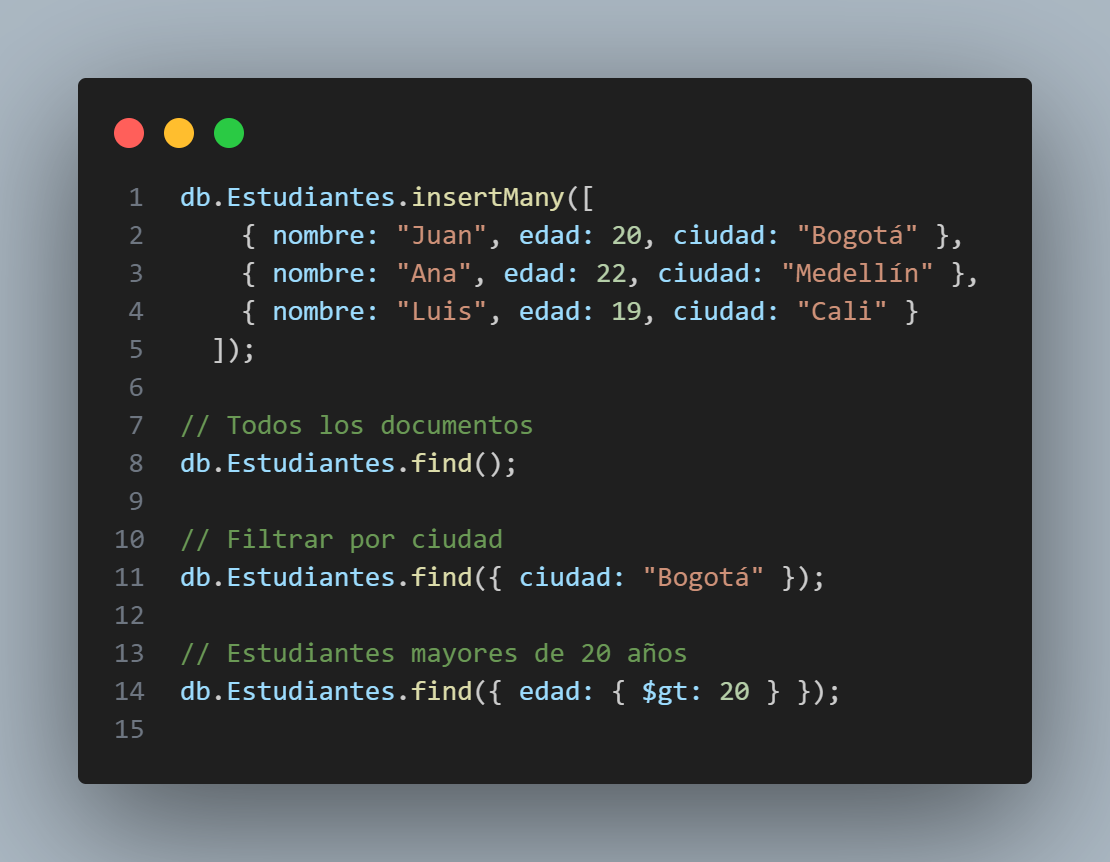 1 db.Estudiantes.insertMany([
2     { nombre: "Juan", edad: 20, ciudad: "Bogotá" },
3     { nombre: "Ana", edad: 22, ciudad: "Medellín" },
4     { nombre: "Luis", edad: 19, ciudad: "Cali" }
5   ]);
6
7 // Todos los documentos
8 db.Estudiantes.find();
9
10 // Filtrar por ciudad
11 db.Estudiantes.find({ ciudad: "Bogotá" });
12
13 // Estudiantes mayores de 20 años
14 db.Estudiantes.find({ edad: { $gt: 20 } });
15